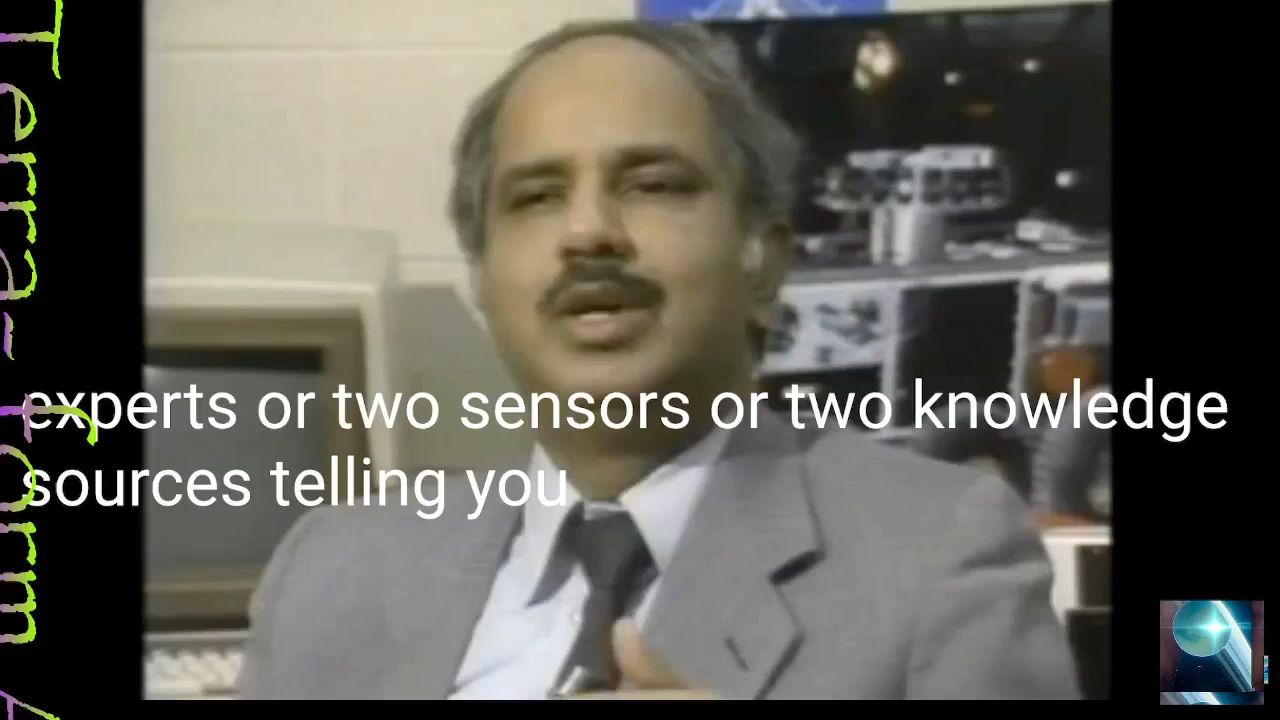 experts or two sensors or two knowledge
sources telling you
Terra-form A